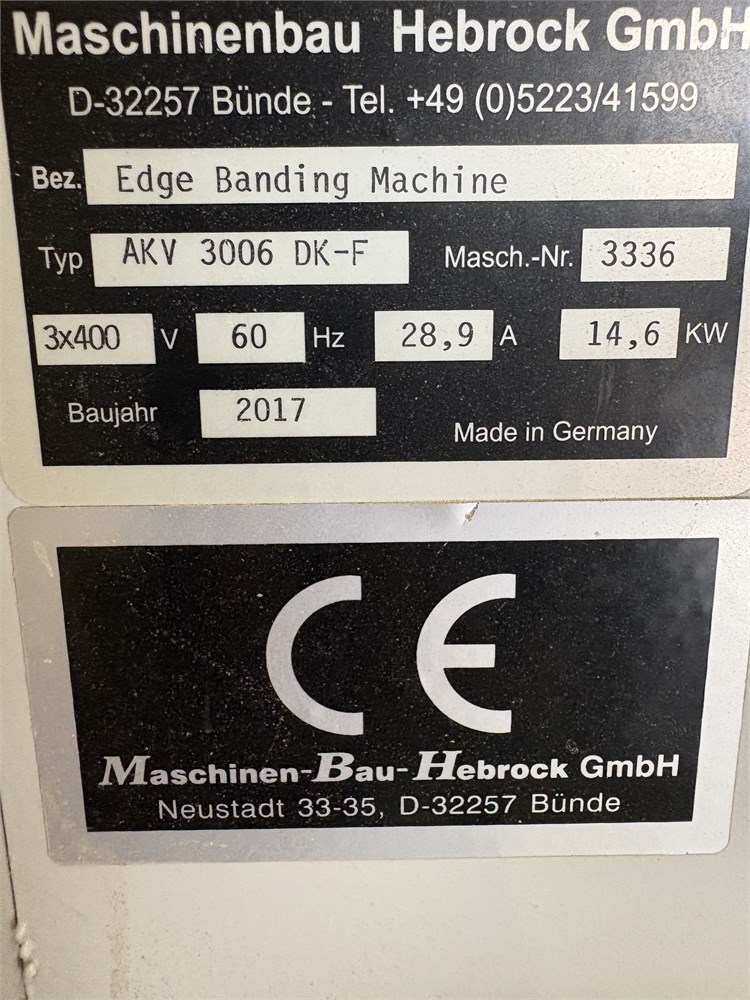 Maschinenbau Hebrock GmbH
D-32257 Bünde - Tel. +49 (0)5223/41599
Bez. Edge Banding Machine
Typ AKV 3006 DK-F Masch.-Nr. 3336
3x400 V 60 Hz 28,9 A 14,6 KW
Baujahr 2017 Made in Germany
CE
Maschinen-Bau-Hebrock GmbH
Neustadt 33-35, D-32257 Bünde